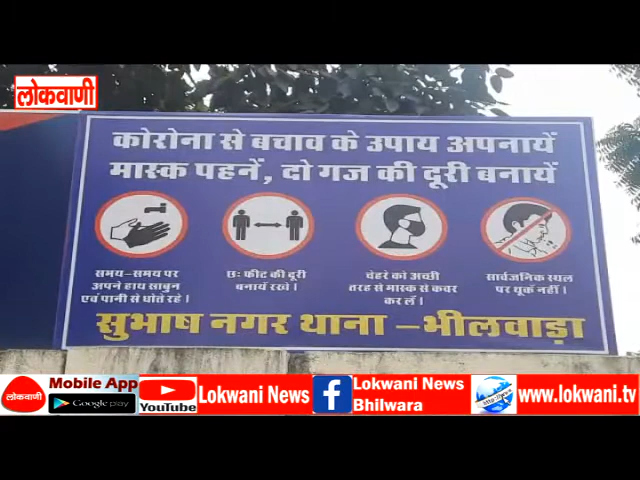 लोकवाणी
कोरोना से बचाव के उपाय अपनायें
मास्क पहनें, दो गज की दूरी बनायें
समय-समय पर
अपने हाथ साबुन
एवं पानी से धोते रहे ।
छः फीट की दूरी
बनाये रखे ।
चेहरे को अच्छी
तरह से मास्क से कवर
कर लें ।
सार्वजनिक स्थल
पर थूकें नहीं ।
सुभाष नगर थाना -भीलवाड़ा
लोकवाणी
Mobile App
Google play
YouTube
Lokwani News
Lokwani News
Bhilwara
http://www
www.lokwani.tv